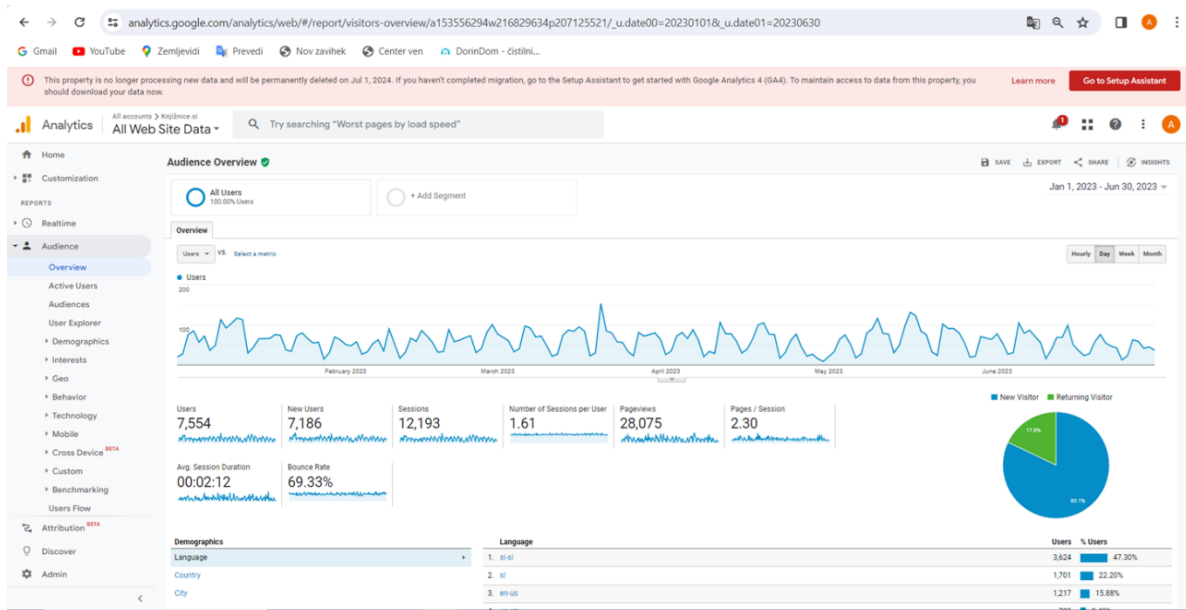 analytics.google.com/analytics/web/#/report/visitors-overview/a153556294w216829634p207125521/_u.date00=20230101&_u.date01=20230630
A
Gmail YouTube Zemljevidi Prevedi Nov zavihek Center ven DorinDom - čistilni...
This property is no longer processing new data and will be permanently deleted on Jul 1, 2024. If you haven't completed migration, go to the Setup Assistant to get started with Google Analytics 4 (GA4). To maintain access to data from this property, you
should download your data now.
Learn more
Go to Setup Assistant
Analytics
All accounts > Knjižnice.si
All Web Site Data
Try searching "Worst pages by load speed"
1
A
Home
Customization
REPORTS
Realtime
Audience
Overview
Active Users
Audiences
User Explorer
Demographics
Interests
Geo
Behavior
Technology
Mobile
Cross Device BETA
Custom
Benchmarking
Users Flow
Attribution BETA
Discover
Admin
Audience Overview
SAVE EXPORT SHARE INSIGHTS
All Users
100.00% Users
+ Add Segment
Jan 1, 2023 - Jun 30, 2023
Overview
Users VS. Select a metric
Hourly Day Week Month
Users
200
100
February 2023 March 2023 April 2023 May 2023 June 2023
New Visitor Returning Visitor
Users New Users Sessions Number of Sessions per User Pageviews Pages / Session
7,554 7,186 12,193 1.61 28,075 2.30
17.9%
82.1%
Avg. Session Duration Bounce Rate
00:02:12 69.33%
Demographics Language Users % Users
Language 1. sl-si 3,624 47.30%
Country 2. sl 1,701 22.20%
City 3. en-us 1,217 15.88%